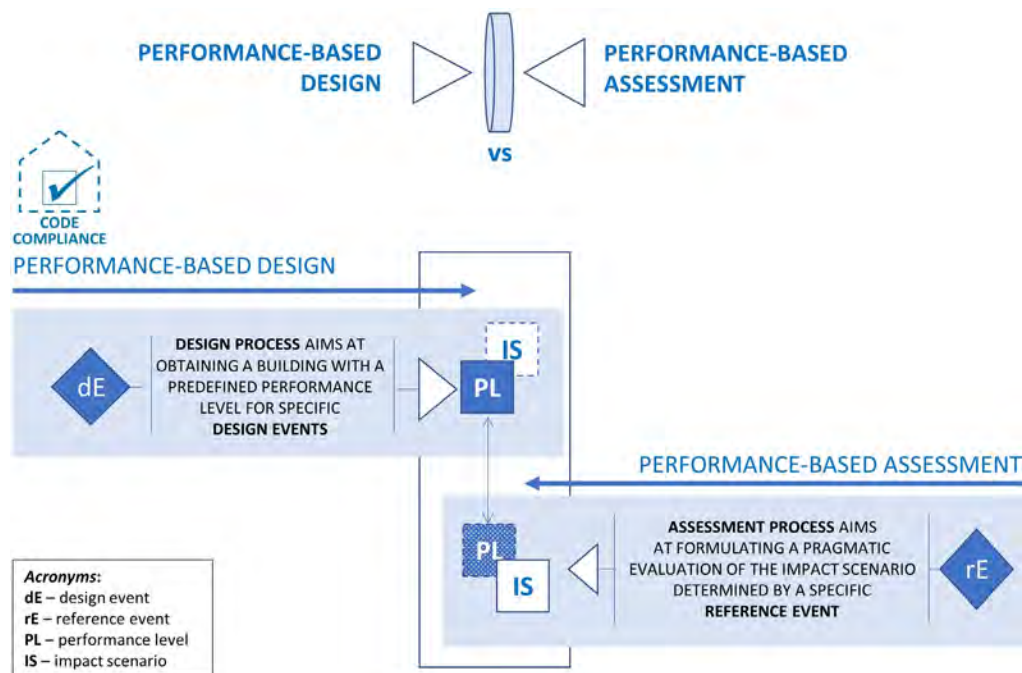 PERFORMANCE-BASED
DESIGN
PERFORMANCE-BASED
ASSESSMENT
vs
CODE
COMPLIANCE
PERFORMANCE-BASED DESIGN
dE
DESIGN PROCESS AIMS AT
OBTAINING A BUILDING WITH A
PREDEFINED PERFORMANCE
LEVEL FOR SPECIFIC
DESIGN EVENTS
IS
PL
PERFORMANCE-BASED ASSESSMENT
PL
IS
ASSESSMENT PROCESS AIMS
AT FORMULATING A PRAGMATIC
EVALUATION OF THE IMPACT SCENARIO
DETERMINED BY A SPECIFIC
REFERENCE EVENT
rE
Acronyms:
dE – design event
rE – reference event
PL – performance level
IS – impact scenario